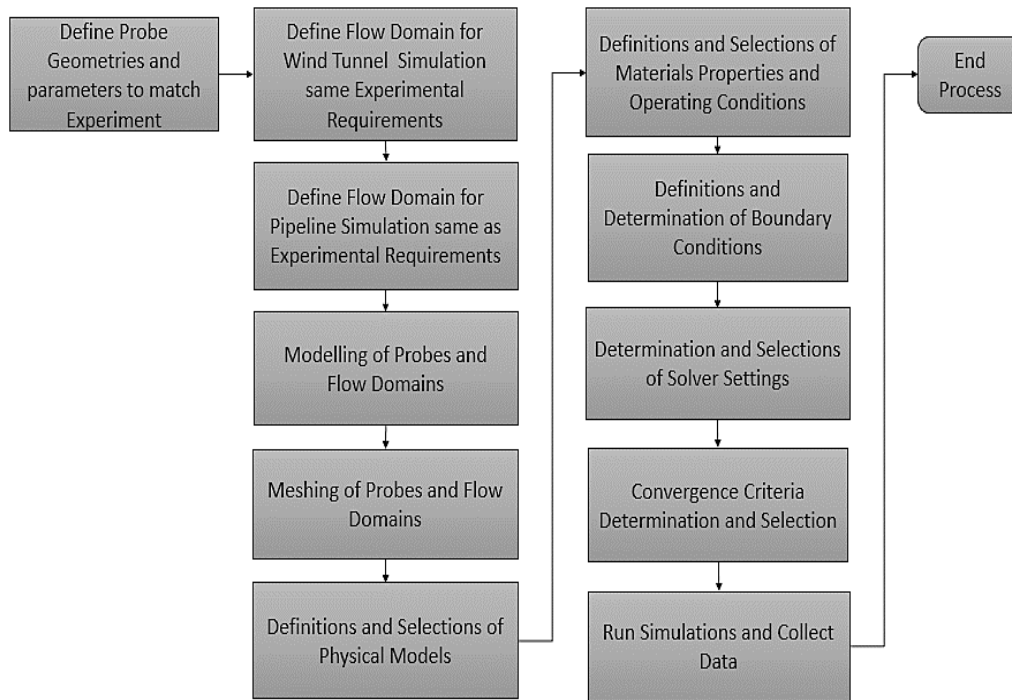 Define Probe
Geometries and
parameters to match
Experiment
Define Flow Domain for
Wind Tunnel Simulation
same Experimental
Requirements
Define Flow Domain for
Pipeline Simulation same as
Experimental Requirements
Modelling of Probes and
Flow Domains
Meshing of Probes and Flow
Domains
Definitions and Selections of
Physical Models
Definitions and Selections of
Materials Properties and
Operating Conditions
Definitions and
Determination of Boundary
Conditions
Determination and Selections
of Solver Settings
Convergence Criteria
Determination and Selection
Run Simulations and Collect
Data
End
Process